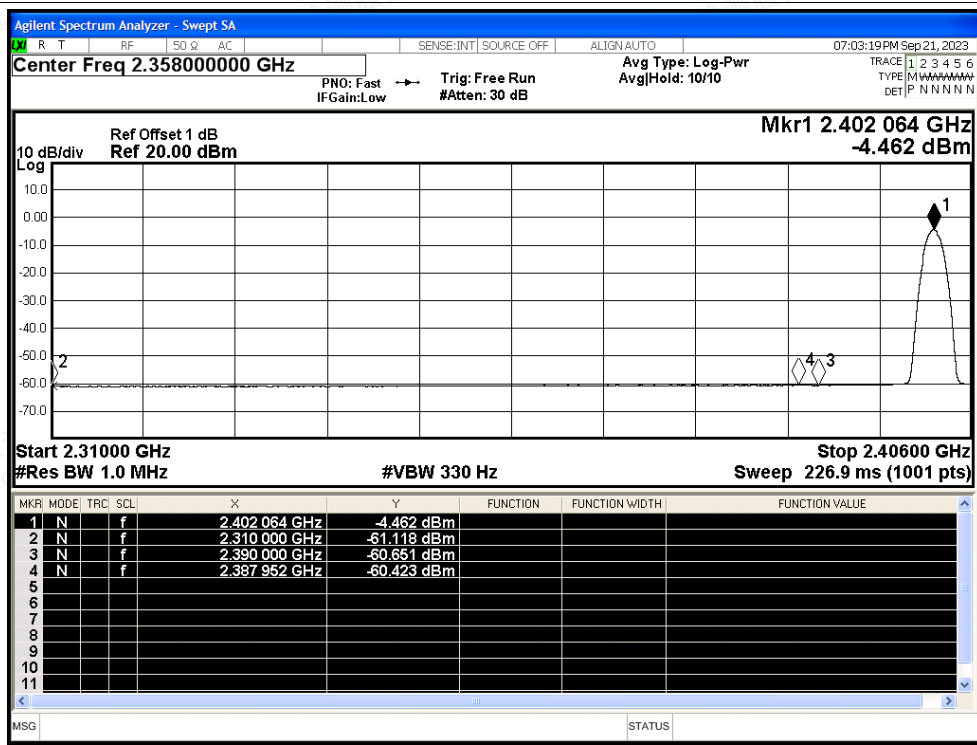 Agilent Spectrum Analyzer - Swept SA
LXI R T RF 50 Ω AC SENSE:INT SOURCE OFF ALIGN AUTO 07:03:19 PM Sep 21, 2023
Center Freq 2.358000000 GHz
PNO: Fast
IFGain:Low
Trig: Free Run
#Atten: 30 dB
Avg Type: Log-Pwr
Avg|Hold: 10/10
TRACE 1 2 3 4 5 6
TYPE M W W W W W
DET P N N N N N
Mkr1 2.402 064 GHz
-4.462 dBm
Ref Offset 1 dB
10 dB/div Ref 20.00 dBm
Log
10.0
0.00
-10.0
-20.0
-30.0
-40.0
-50.0
-60.0
-70.0
1
2
4 3
Start 2.31000 GHz Stop 2.40600 GHz
#Res BW 1.0 MHz #VBW 330 Hz Sweep 226.9 ms (1001 pts)
MKR MODE TRC SCL X Y FUNCTION FUNCTION WIDTH FUNCTION VALUE
1 N f 2.402 064 GHz -4.462 dBm
2 N f 2.310 000 GHz -61.118 dBm
3 N f 2.390 000 GHz -60.651 dBm
4 N f 2.387 952 GHz -60.423 dBm
5
6
7
8
9
10
11
MSG STATUS